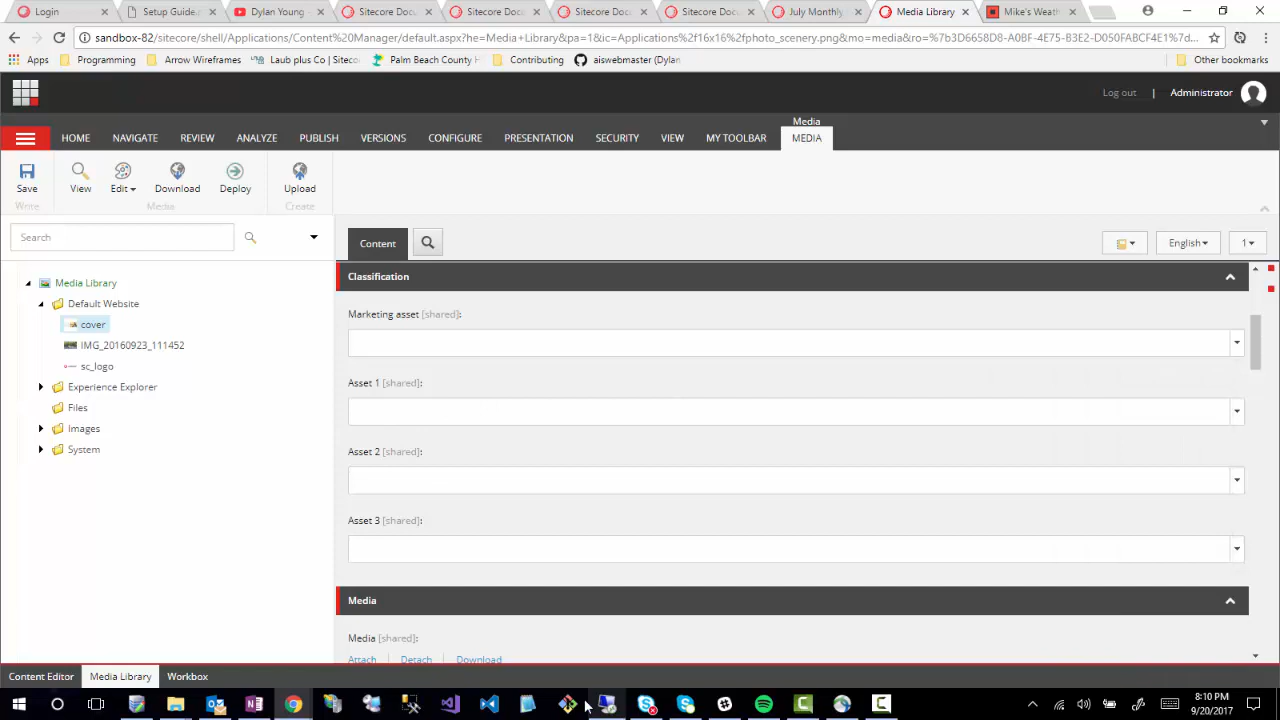 Login
Setup Guide.p
Dylan Young -
Sitecore Docu
Sitecore Docu
Sitecore Docu
Sitecore Docu
July Monthly
Media Library
Mike's Weath
sandbox-82/sitecore/shell/Applications/Content%20Manager/default.aspx?he=Media+Library&pa=1&ic=Applications%2f16x16%2fphoto_scenery.png&mo=media&ro=%7b3D6658D8-A0BF-4E75-B3E2-D050FABCF4E1%7d...
Apps
Programming
Arrow Wireframes
Laub plus Co | Siteco
Palm Beach County H
Contributing
aiswebmaster (Dylan
Other bookmarks
Log out | Administrator
Media
HOME NAVIGATE REVIEW ANALYZE PUBLISH VERSIONS CONFIGURE PRESENTATION SECURITY VIEW MY TOOLBAR MEDIA
Save View Edit Download Deploy Upload
Write Media Create
Search
Content
English
1
Media Library
Default Website
cover
IMG_20160923_111452
sc_logo
Experience Explorer
Files
Images
System
Classification
Marketing asset [shared]:
Asset 1 [shared]:
Asset 2 [shared]:
Asset 3 [shared]:
Media
Media [shared]:
Attach Detach Download
Content Editor Media Library Workbox
8:10 PM
9/20/2017